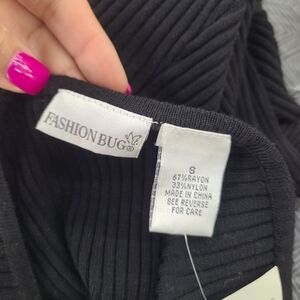 FASHION BUG®
S
67%RAYON
33%NYLON
MADE IN CHINA
SEE REVERSE
FOR CARE